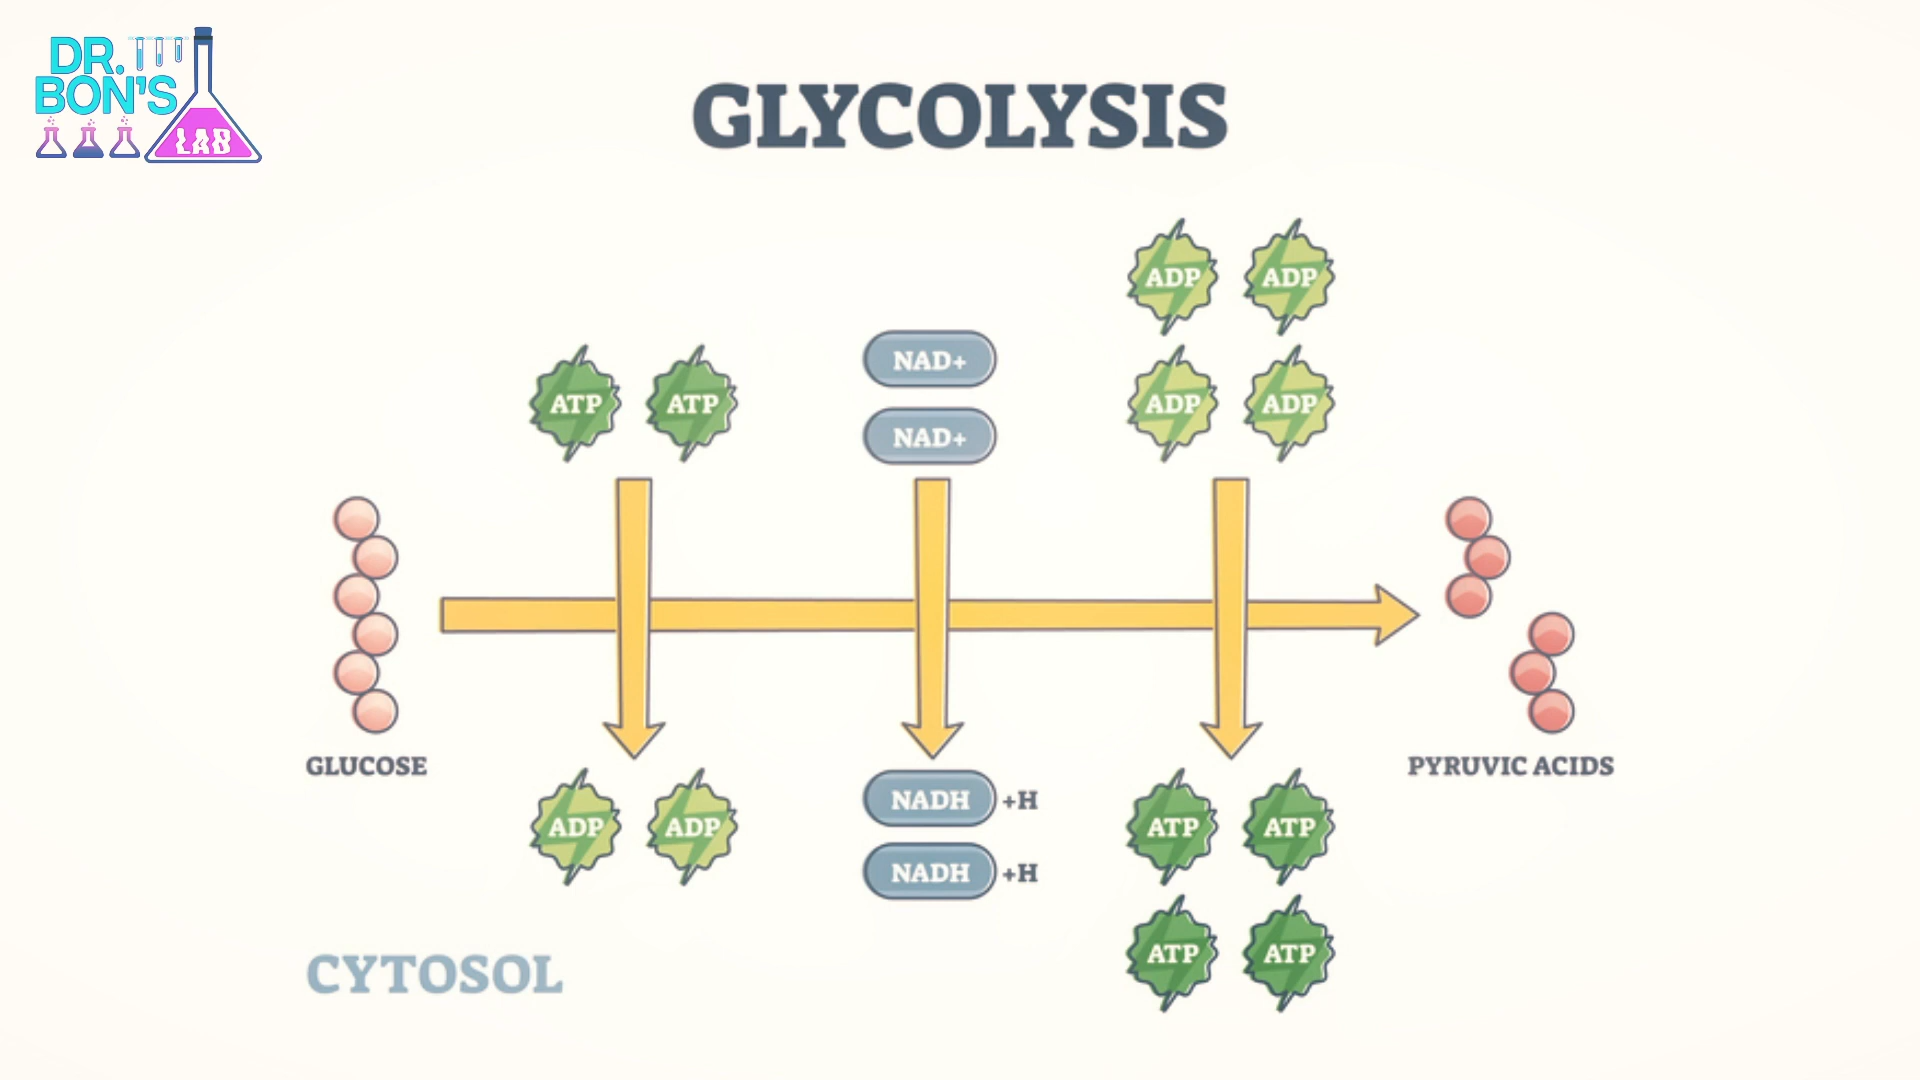 DR.
BON'S
LAB
GLYCOLYSIS
ADP ADP
ATP ATP
NAD+
NAD+
ADP ADP
GLUCOSE
PYRUVIC ACIDS
ADP ADP
NADH +H
NADH +H
ATP ATP
ATP ATP
CYTOSOL